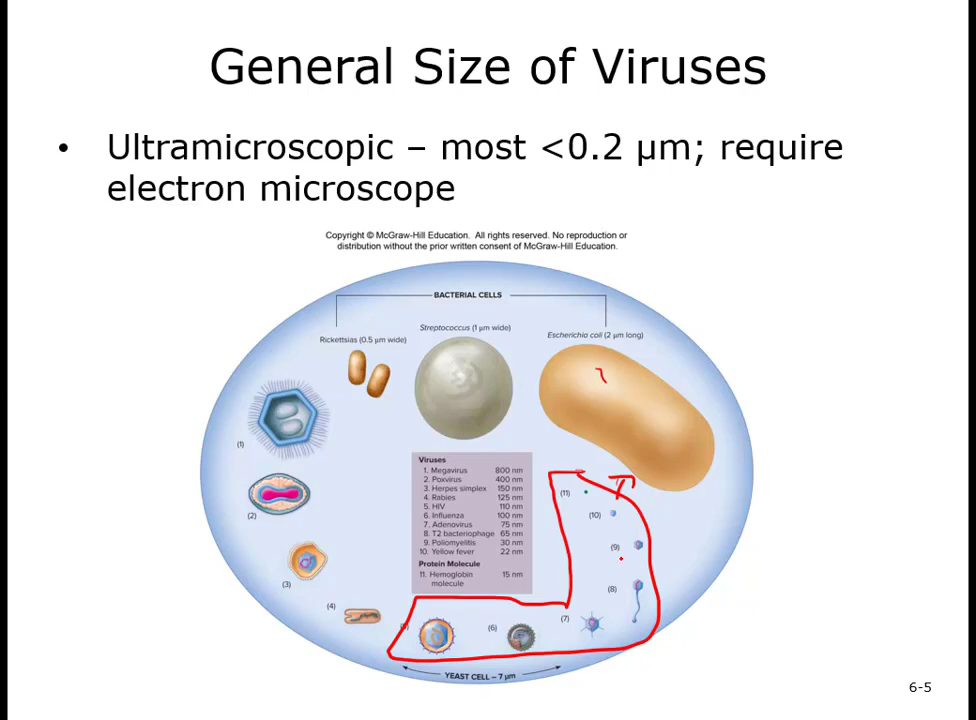 General Size of Viruses
• Ultramicroscopic – most <0.2 µm; require
electron microscope
Copyright © McGraw-Hill Education. All rights reserved. No reproduction or
distribution without the prior written consent of McGraw-Hill Education.
BACTERIAL CELLS
Rickettsias (0.5 µm wide)
Streptococcus (1 µm wide)
Escherichia coli (2 µm long)
(1)
(2)
(3)
(4)
Viruses
1. Megavirus 800 nm
2. Poxvirus 400 nm
3. Herpes simplex 150 nm
4. Rabies 125 nm
5. HIV 110 nm
6. Influenza 100 nm
7. Adenovirus 75 nm
8. T2 bacteriophage 65 nm
9. Poliomyelitis 30 nm
10. Yellow fever 22 nm
Protein Molecule
11. Hemoglobin 15 nm
molecule
(11)
(10)
(9)
(8)
(7)
(6)
YEAST CELL – 7 µm
6-5